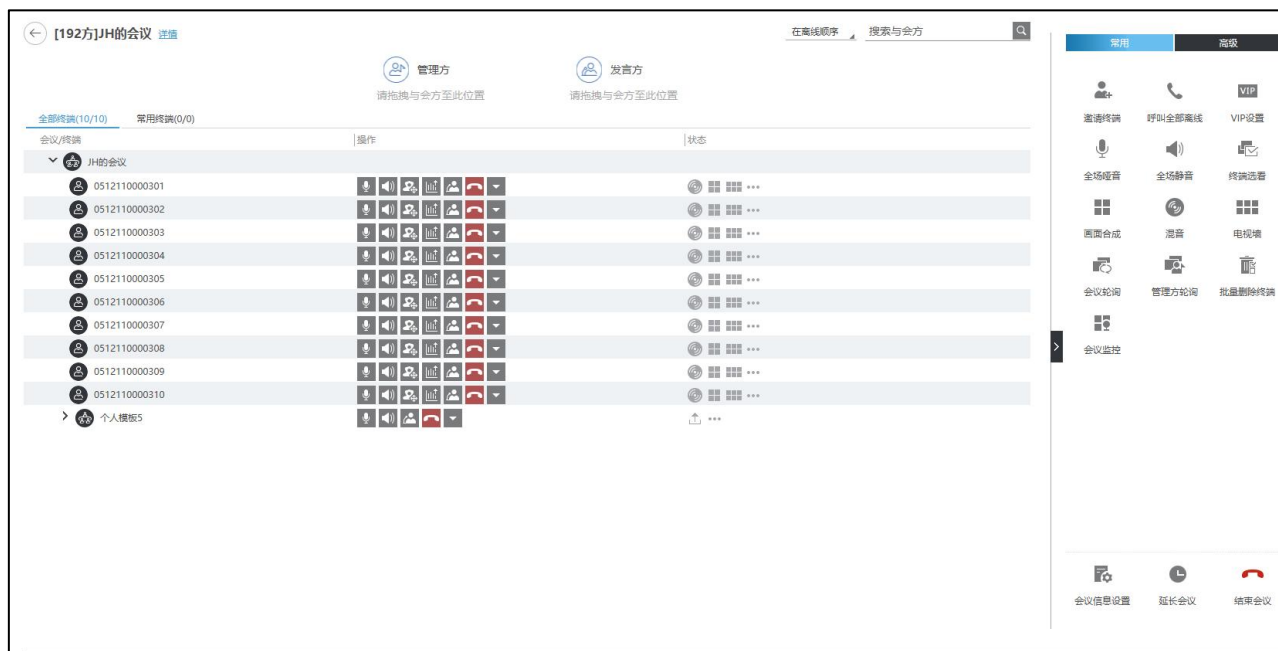 [192方]JH的会议 详情
在离线顺序 搜索与会方
常用 高级
管理方 发言方
请拖拽与会方至此位置 请拖拽与会方至此位置
全部终端(10/10) 常用终端(0/0)
会议/终端 操作 状态
JH的会议
0512110000301
0512110000302
0512110000303
0512110000304
0512110000305
0512110000306
0512110000307
0512110000308
0512110000309
0512110000310
个人模板5
VIP
邀请终端 呼叫全部离线 VIP设置
全场哑音 全场静音 终端选看
画面合成 混音 电视墙
会议轮询 管理方轮询 批量删除终端
会议监控
会议信息设置 延长会议 结束会议